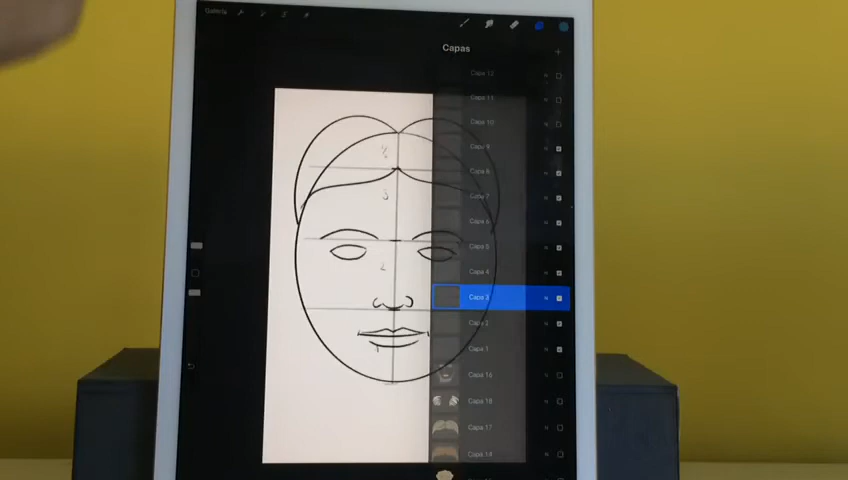 Galería
Capas
Capa 12
Capa 11
Capa 10
Capa 9
Capa 8
Capa 7
Capa 6
Capa 5
Capa 4
Capa 3
Capa 2
Capa 1
Capa 16
Capa 18
Capa 17
Capa 14